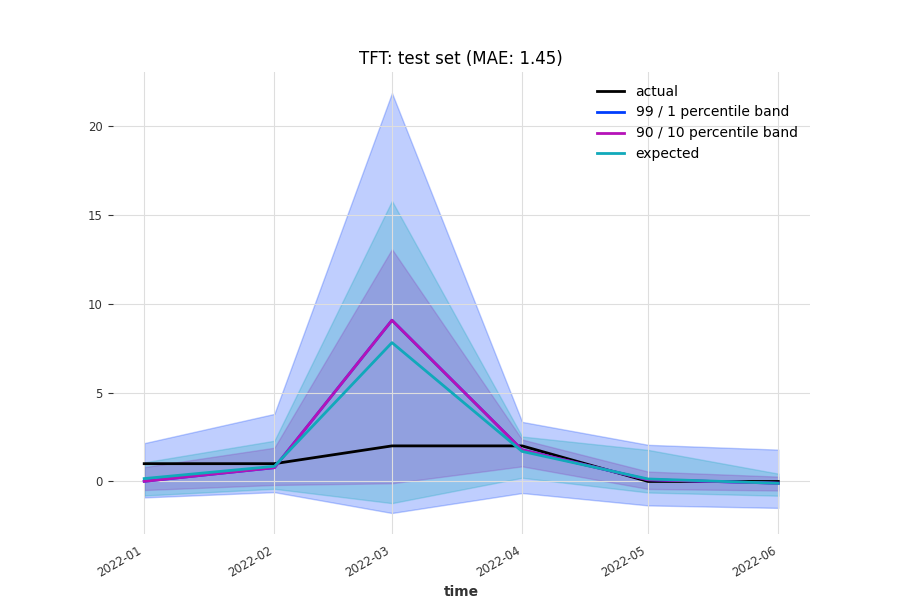 TFT: test set (MAE: 1.45)
actual
99 / 1 percentile band
90 / 10 percentile band
expected
20
15
10
5
0
2022-01
2022-02
2022-03
2022-04
2022-05
2022-06
time